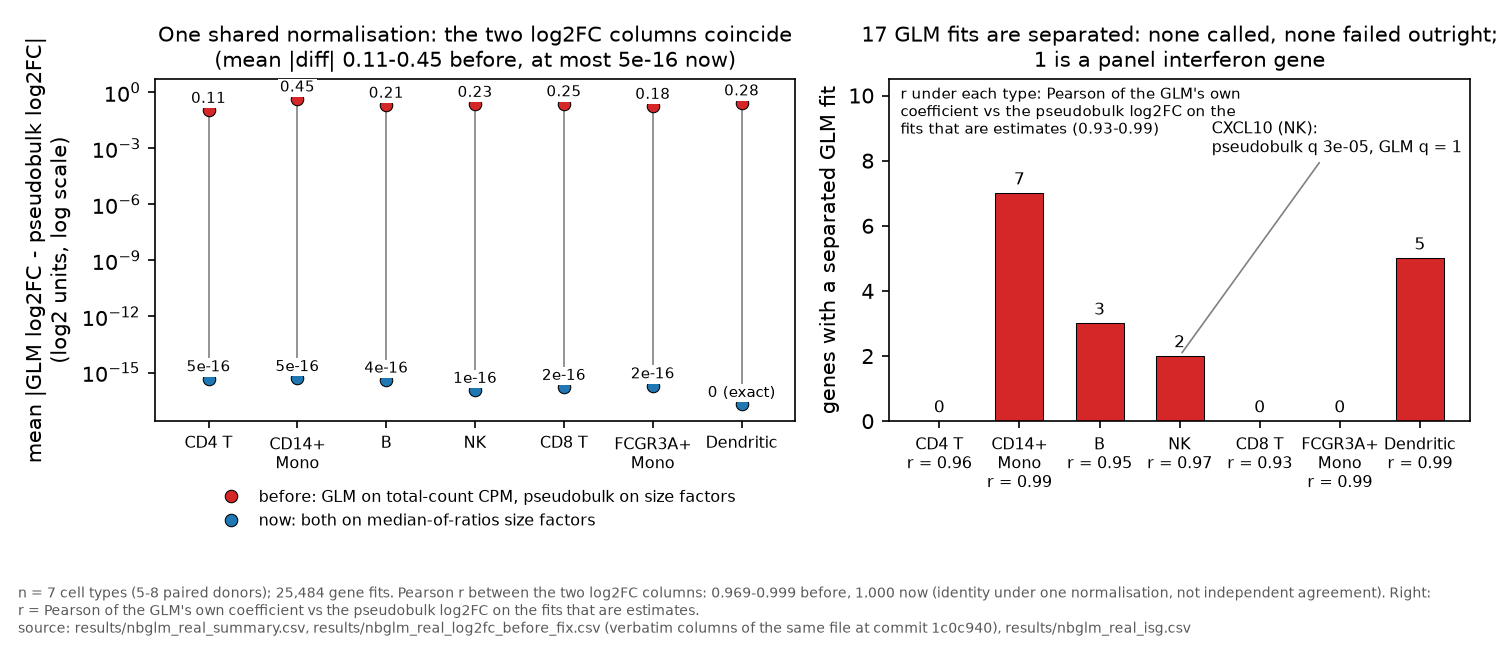 One shared normalisation: the two log2FC columns coincide
(mean |diff| 0.11-0.45 before, at most 5e-16 now)
mean |GLM log2FC - pseudobulk log2FC|
(log2 units, log scale)
10^0
10^−3
10^−6
10^−9
10^−12
10^−15
0.11
0.45
0.21
0.23
0.25
0.18
0.28
5e-16
5e-16
4e-16
1e-16
2e-16
2e-16
0 (exact)
CD4 T
CD14+
Mono
B
NK
CD8 T
FCGR3A+
Mono
Dendritic
before: GLM on total-count CPM, pseudobulk on size factors
now: both on median-of-ratios size factors
17 GLM fits are separated: none called, none failed outright;
1 is a panel interferon gene
genes with a separated GLM fit
10
8
6
4
2
0
r under each type: Pearson of the GLM's own
coefficient vs the pseudobulk log2FC on the
fits that are estimates (0.93-0.99)
CXCL10 (NK):
pseudobulk q 3e-05, GLM q = 1
0
7
3
2
0
0
5
CD4 T
r = 0.96
CD14+
Mono
r = 0.99
B
r = 0.95
NK
r = 0.97
CD8 T
r = 0.93
FCGR3A+
Mono
r = 0.99
Dendritic
r = 0.99
n = 7 cell types (5-8 paired donors); 25,484 gene fits. Pearson r between the two log2FC columns: 0.969-0.999 before, 1.000 now (identity under one normalisation, not independent agreement). Right:
r = Pearson of the GLM's own coefficient vs the pseudobulk log2FC on the fits that are estimates.
source: results/nbglm_real_summary.csv, results/nbglm_real_log2fc_before_fix.csv (verbatim columns of the same file at commit 1c0c940), results/nbglm_real_isg.csv